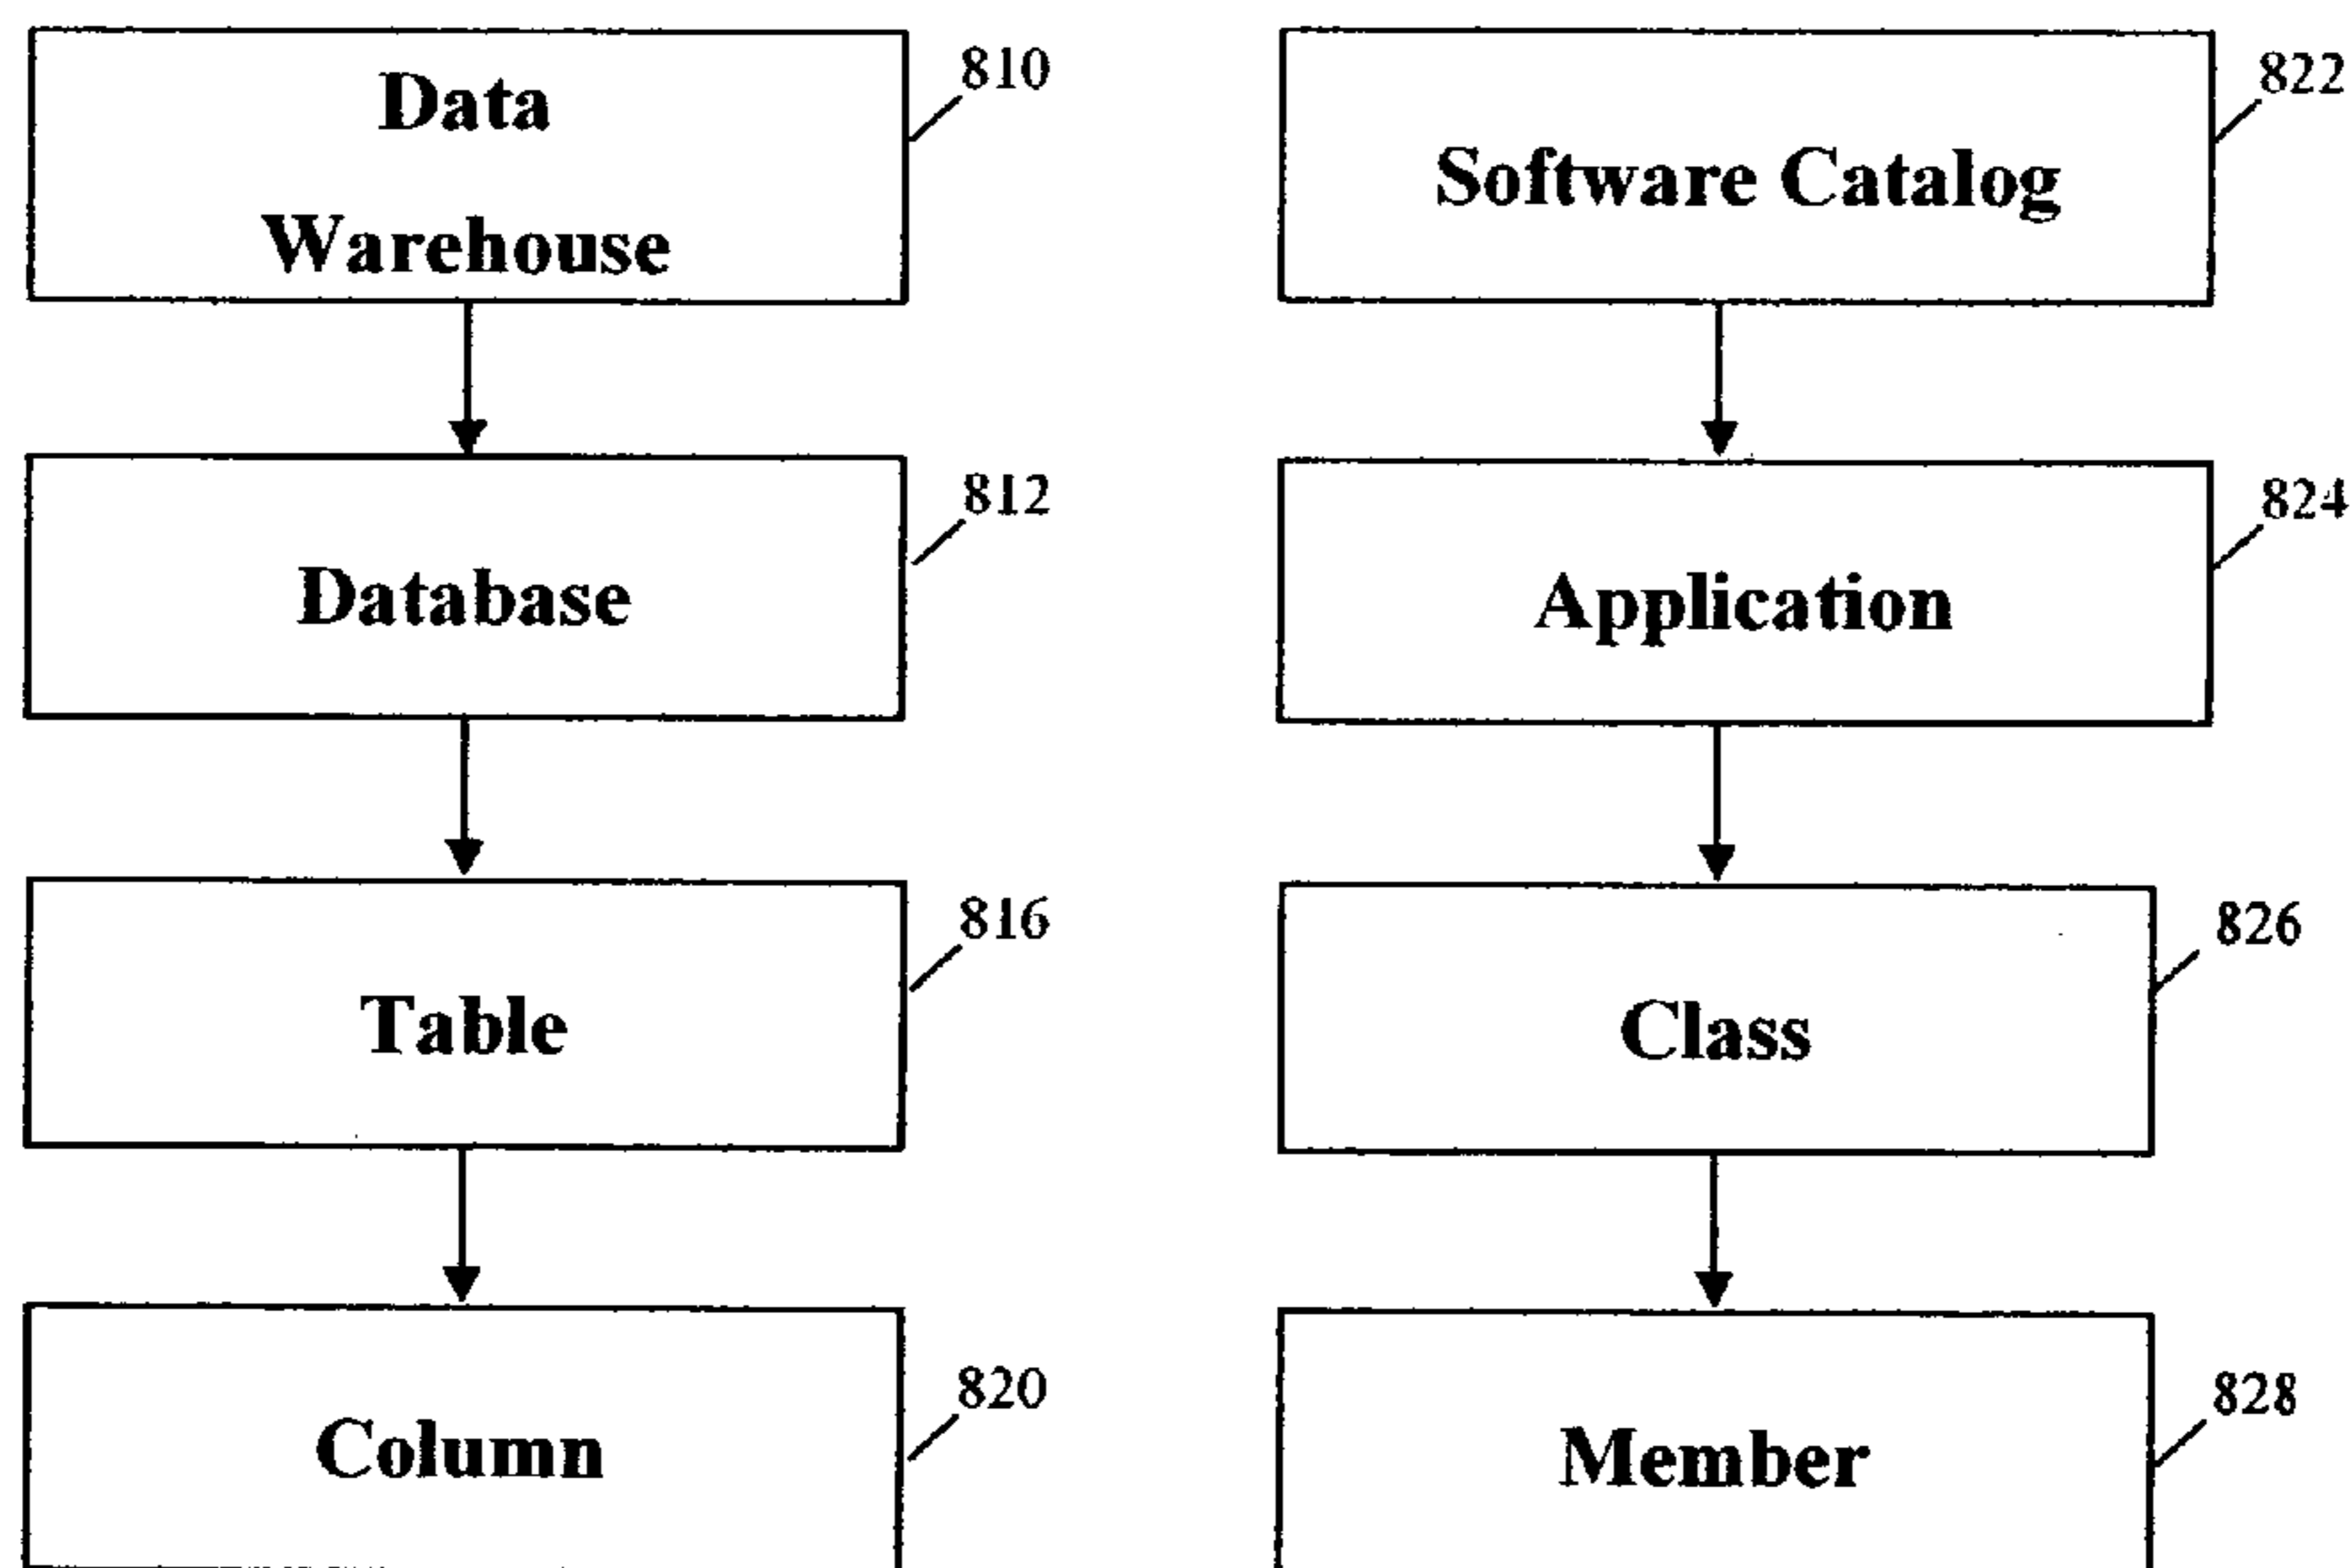 Data
Warehouse
810
Database
812
Table
816
Column
820
Software Catalog
822
Application
824
Class
826
Member
828